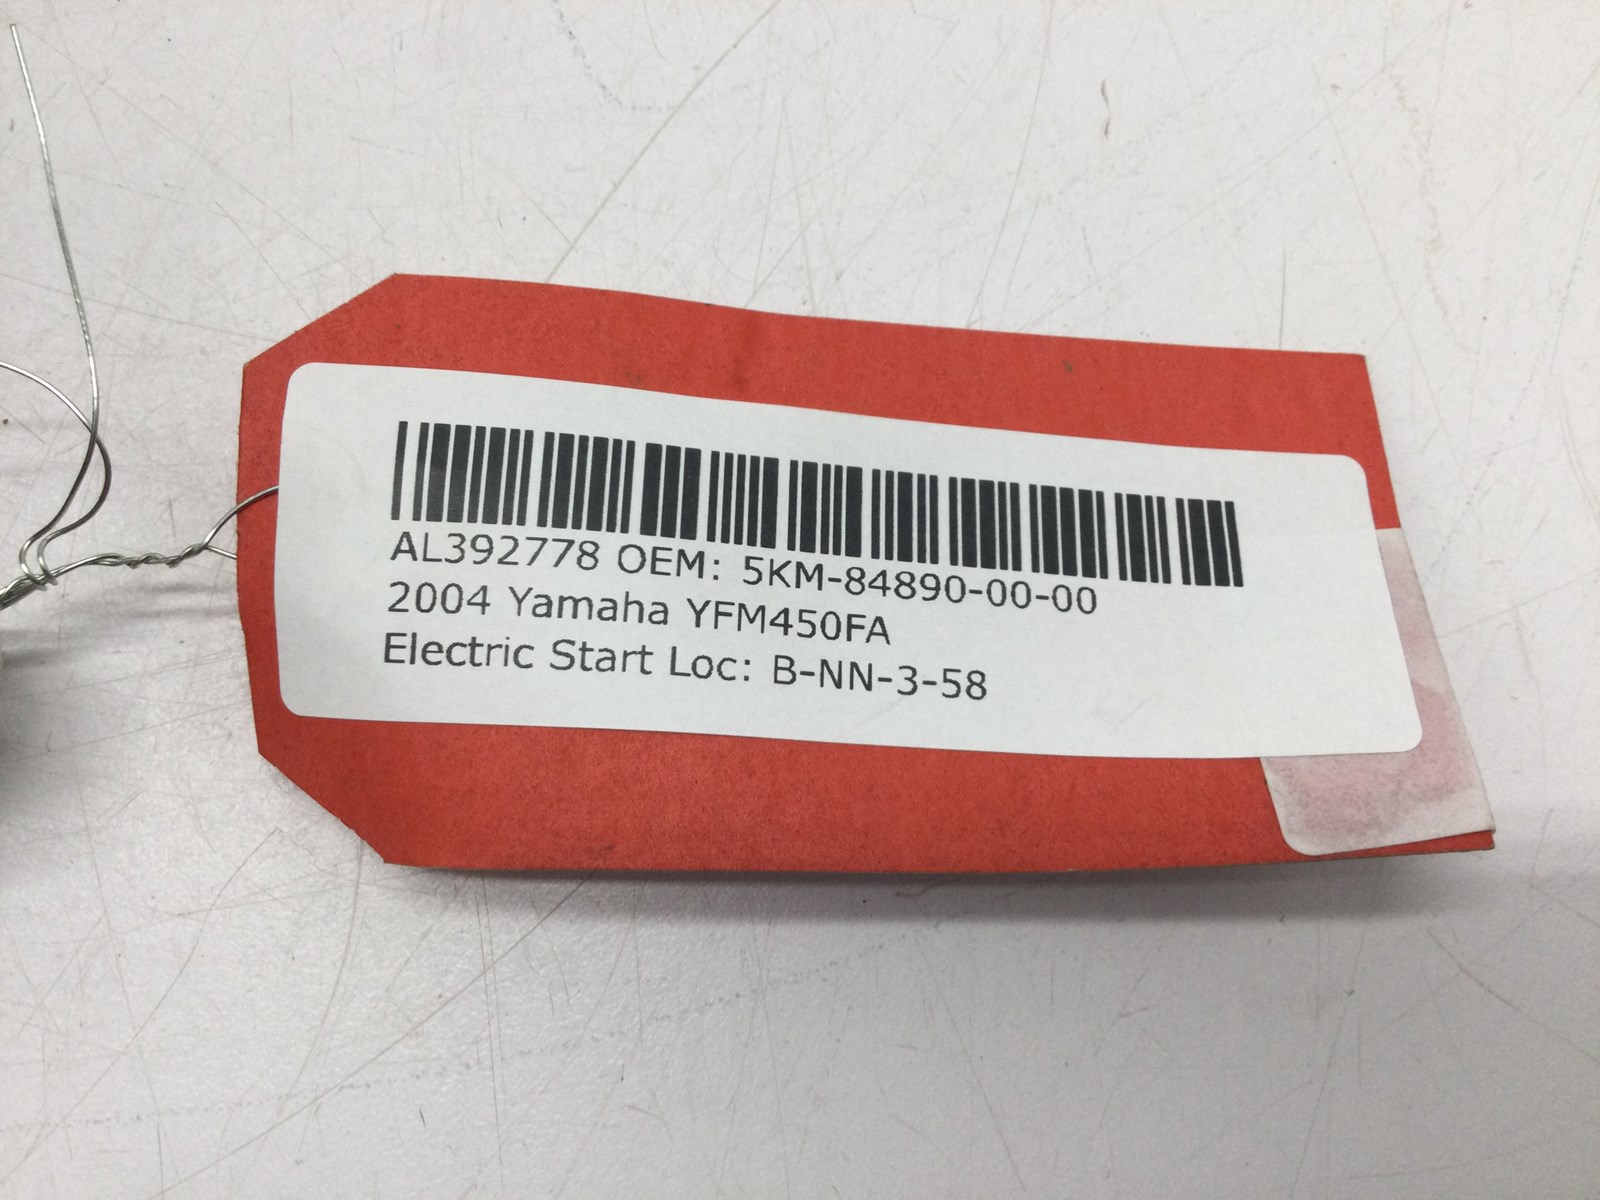 AL392778 OEM: 5KM-84890-00-00
2004 Yamaha YFM450FA
Electric Start Loc: B-NN-3-58